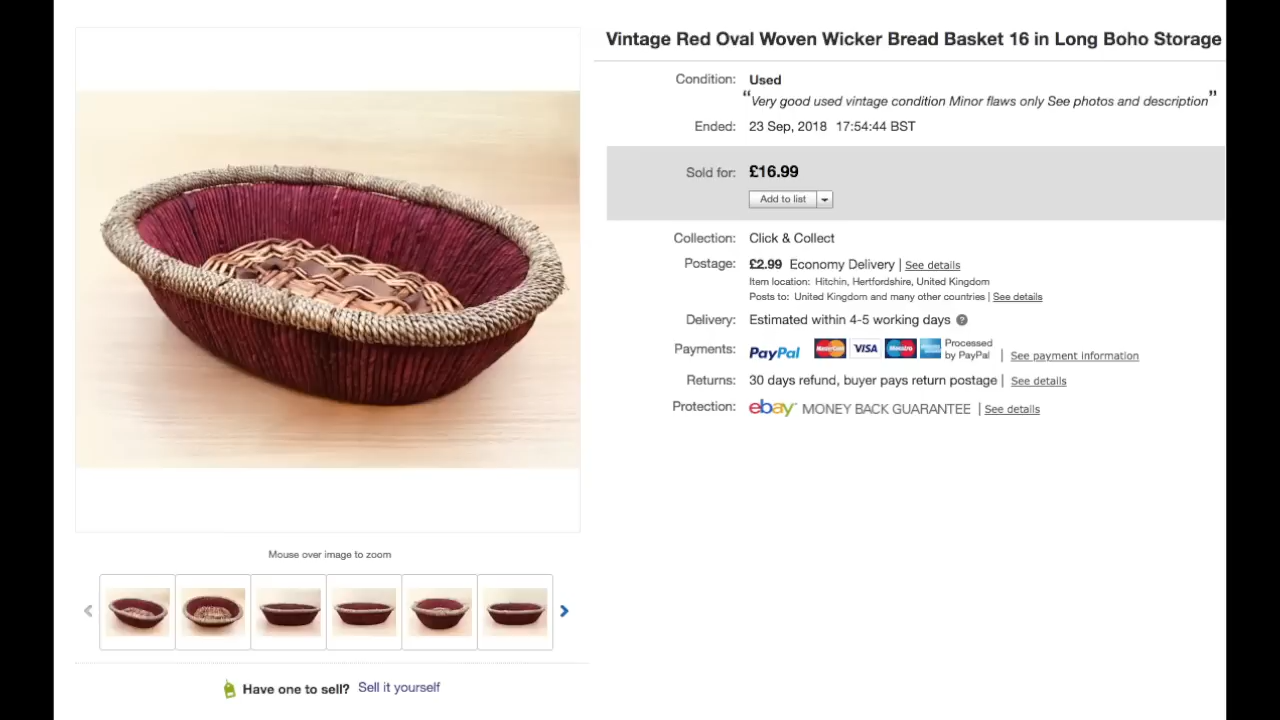 Vintage Red Oval Woven Wicker Bread Basket 16 in Long Boho Storage
Condition: Used
“Very good used vintage condition Minor flaws only See photos and description”
Ended: 23 Sep, 2018 17:54:44 BST
Sold for: £16.99
Add to list
Collection: Click & Collect
Postage: £2.99 Economy Delivery | See details
Item location: Hitchin, Hertfordshire, United Kingdom
Posts to: United Kingdom and many other countries | See details
Delivery: Estimated within 4-5 working days ?
Payments: PayPal MasterCard VISA Maestro Processed by PayPal | See payment information
Returns: 30 days refund, buyer pays return postage | See details
Protection: ebay MONEY BACK GUARANTEE | See details
Mouse over image to zoom
Have one to sell? Sell it yourself